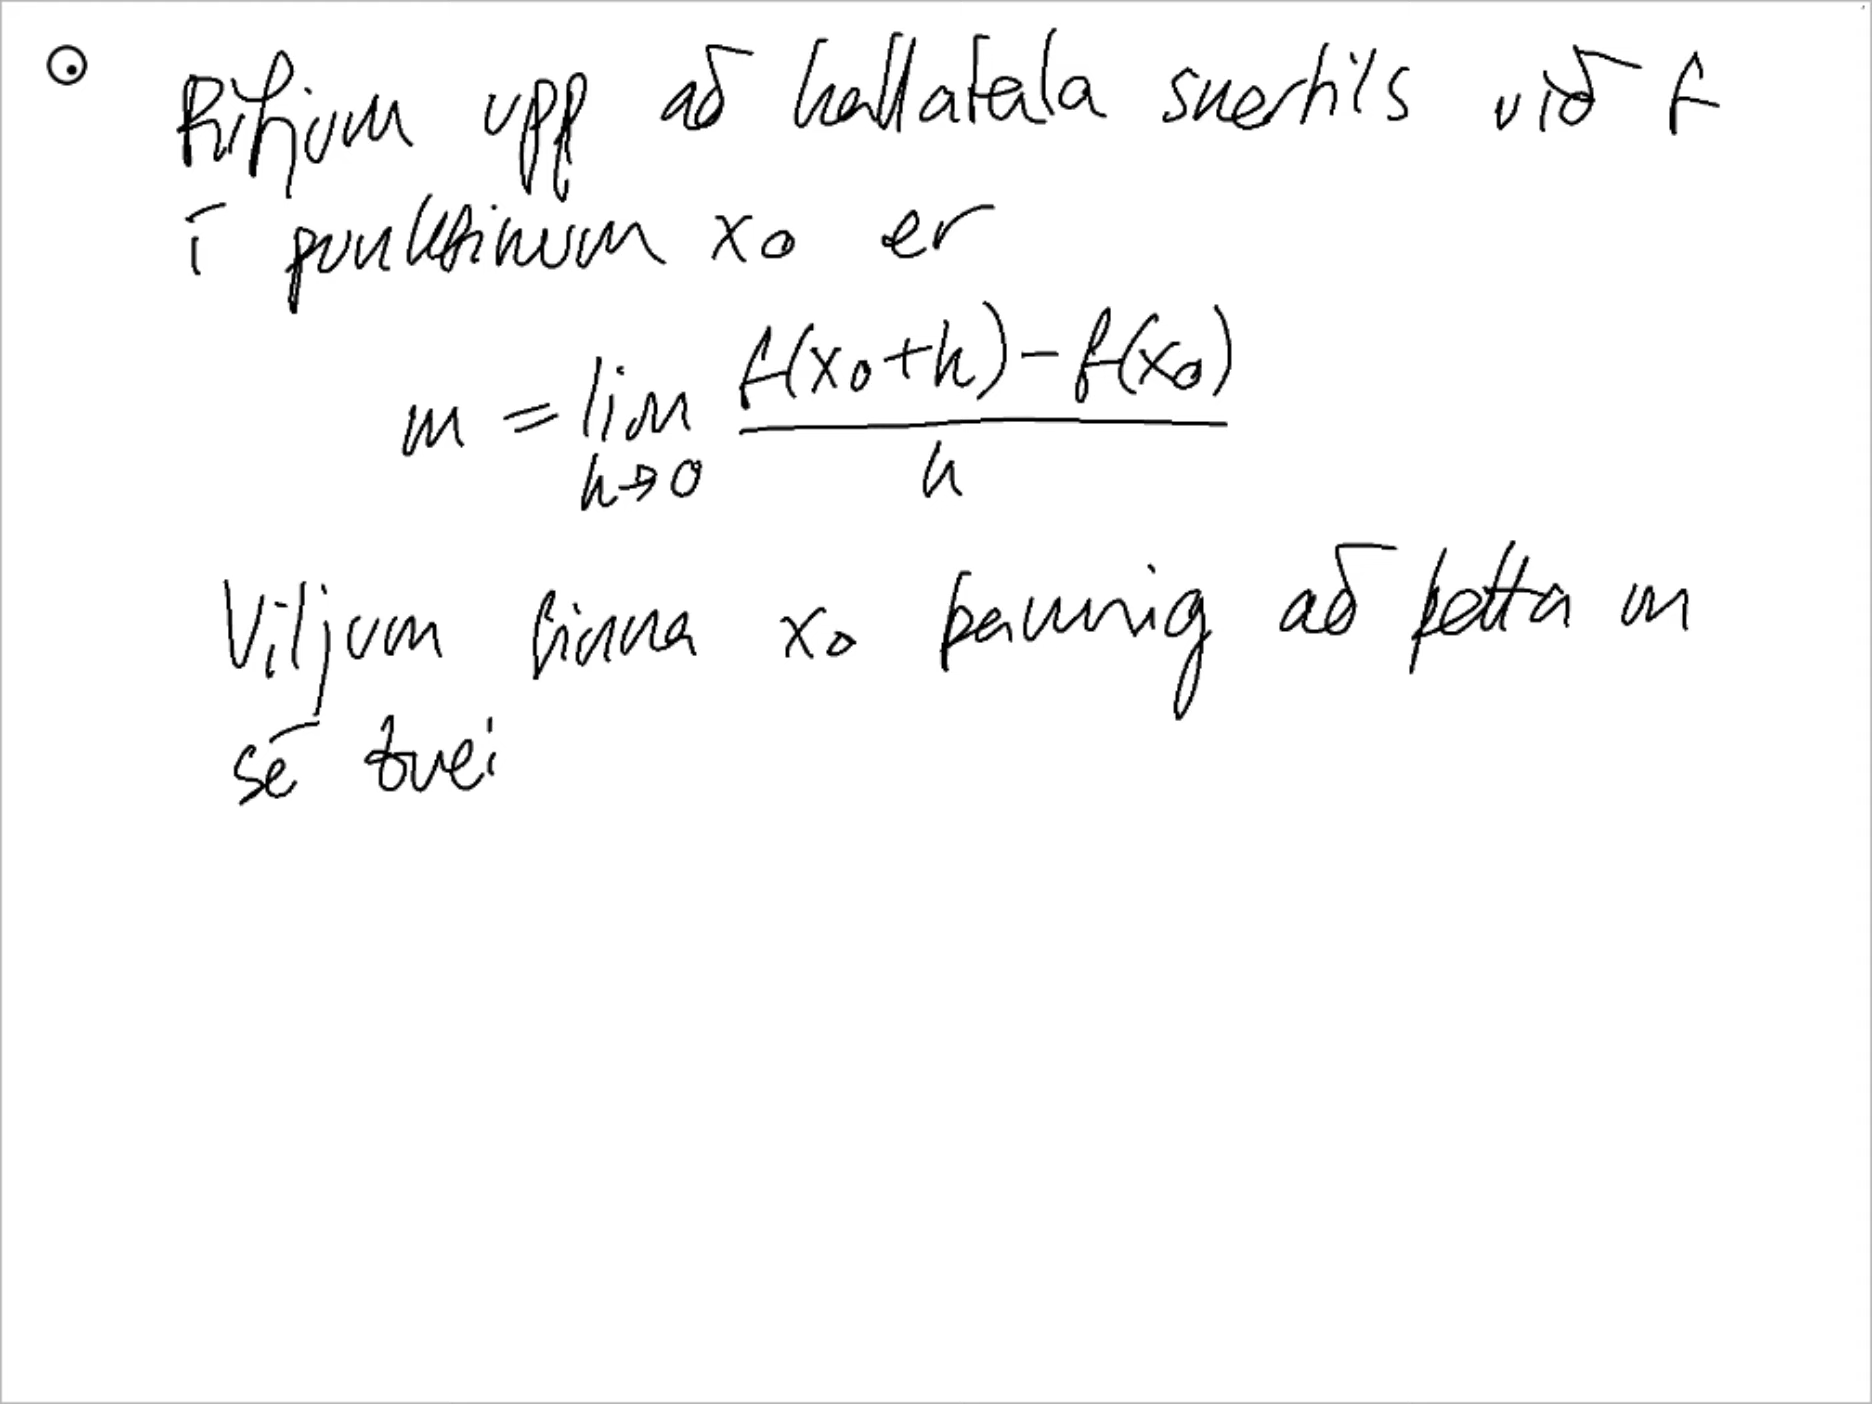 Rifjum upp að hallatala snertils við f
í punktinum x₀ er
m = lim_{h→0} \frac{f(x₀+h)-f(x₀)}{h}
Viljum finna x₀ þannig að þetta m
sé tvei